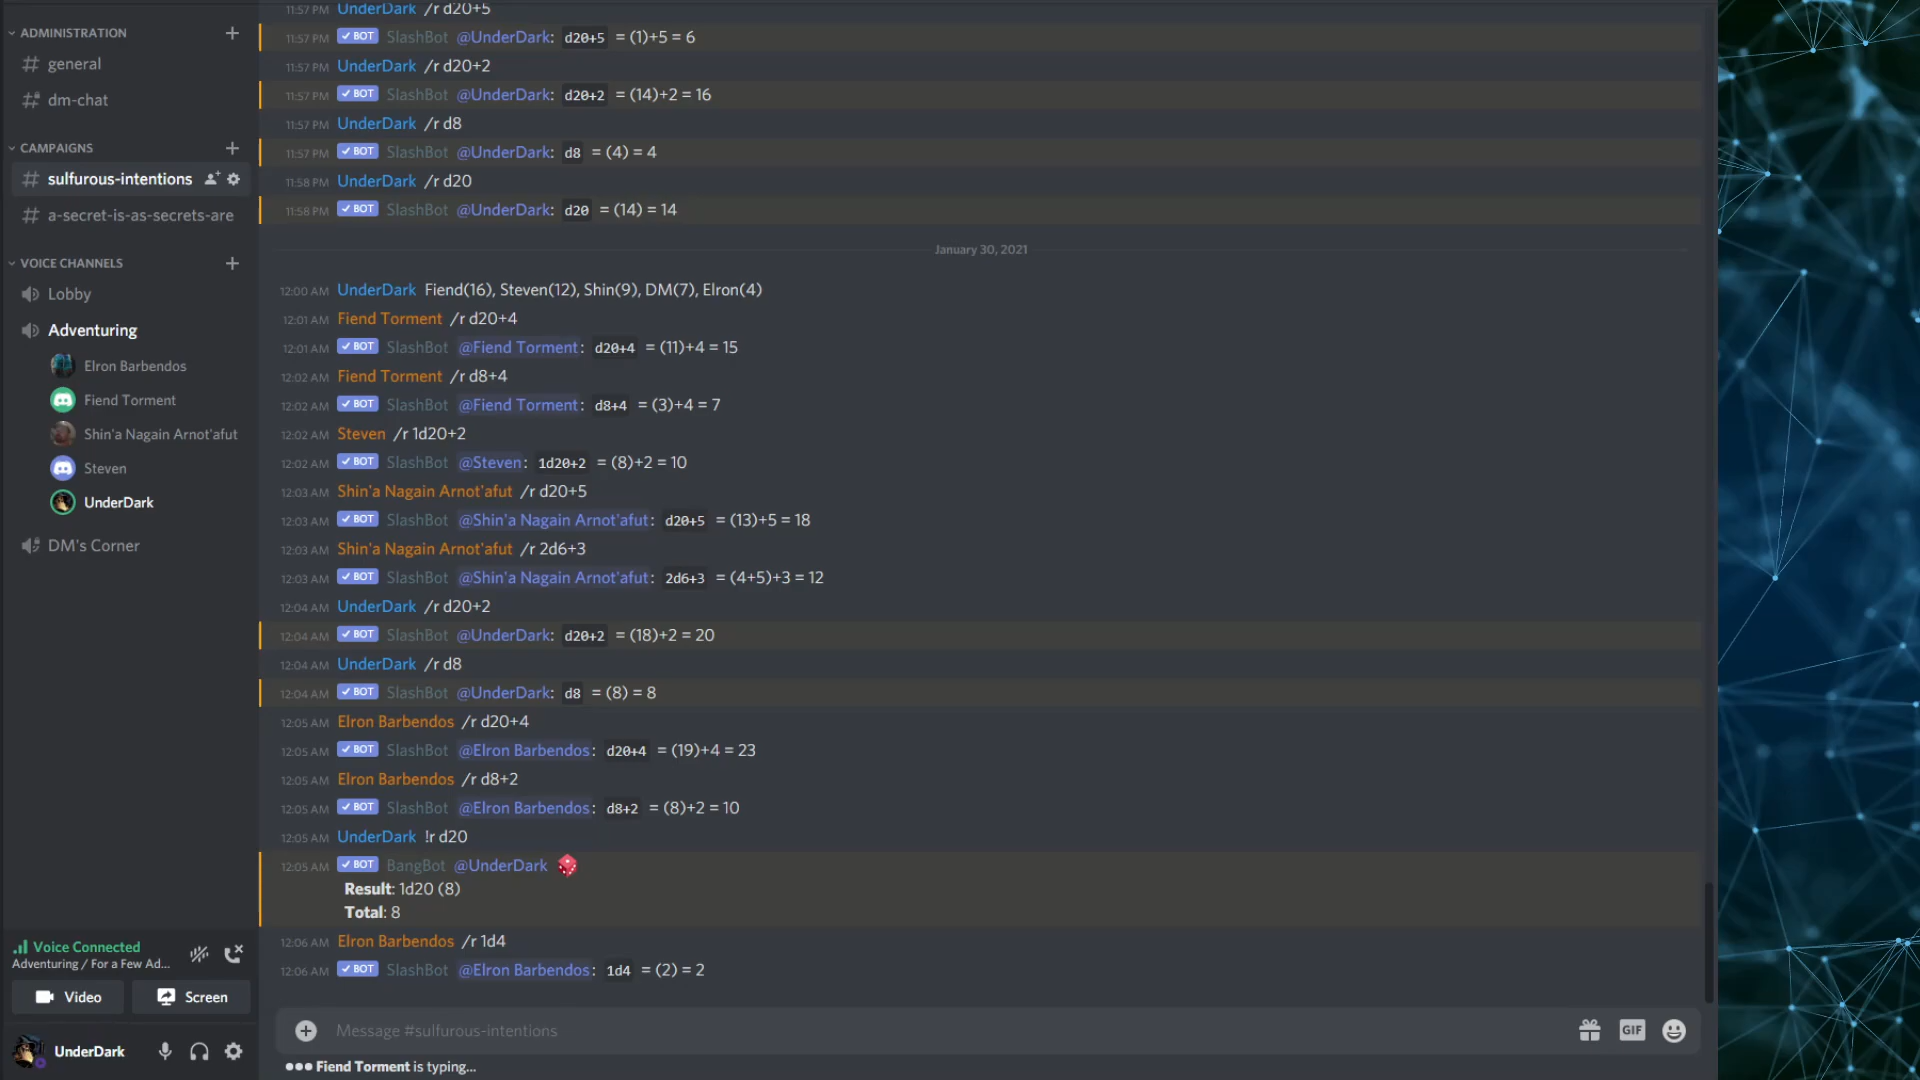 ADMINISTRATION
general
dm-chat
CAMPAIGNS
sulfurous-intentions
a-secret-is-as-secrets-are
VOICE CHANNELS
Lobby
Adventuring
Elron Barbendos
Fiend Torment
Shin'a Nagain Arnot'afut
Steven
UnderDark
DM's Corner
Voice Connected
Adventuring / For a Few Ad...
Video
Screen
UnderDark
11:57 PM UnderDark /r d20+5
11:57 PM BOT SlashBot @UnderDark: d20+5 = (1)+5 = 6
11:57 PM UnderDark /r d20+2
11:57 PM BOT SlashBot @UnderDark: d20+2 = (14)+2 = 16
11:57 PM UnderDark /r d8
11:57 PM BOT SlashBot @UnderDark: d8 = (4) = 4
11:58 PM UnderDark /r d20
11:58 PM BOT SlashBot @UnderDark: d20 = (14) = 14
January 30, 2021
12:00 AM UnderDark Fiend(16), Steven(12), Shin(9), DM(7), Elron(4)
12:01 AM Fiend Torment /r d20+4
12:01 AM BOT SlashBot @Fiend Torment: d20+4 = (11)+4 = 15
12:02 AM Fiend Torment /r d8+4
12:02 AM BOT SlashBot @Fiend Torment: d8+4 = (3)+4 = 7
12:02 AM Steven /r 1d20+2
12:02 AM BOT SlashBot @Steven: 1d20+2 = (8)+2 = 10
12:03 AM Shin'a Nagain Arnot'afut /r d20+5
12:03 AM BOT SlashBot @Shin'a Nagain Arnot'afut: d20+5 = (13)+5 = 18
12:03 AM Shin'a Nagain Arnot'afut /r 2d6+3
12:03 AM BOT SlashBot @Shin'a Nagain Arnot'afut: 2d6+3 = (4+5)+3 = 12
12:04 AM UnderDark /r d20+2
12:04 AM BOT SlashBot @UnderDark: d20+2 = (18)+2 = 20
12:04 AM UnderDark /r d8
12:04 AM BOT SlashBot @UnderDark: d8 = (8) = 8
12:05 AM Elron Barbendos /r d20+4
12:05 AM BOT SlashBot @Elron Barbendos: d20+4 = (19)+4 = 23
12:05 AM Elron Barbendos /r d8+2
12:05 AM BOT SlashBot @Elron Barbendos: d8+2 = (8)+2 = 10
12:05 AM UnderDark !r d20
12:05 AM BOT BangBot @UnderDark
Result: 1d20 (8)
Total: 8
12:06 AM Elron Barbendos /r 1d4
12:06 AM BOT SlashBot @Elron Barbendos: 1d4 = (2) = 2
Message #sulfurous-intentions
GIF
Fiend Torment is typing...